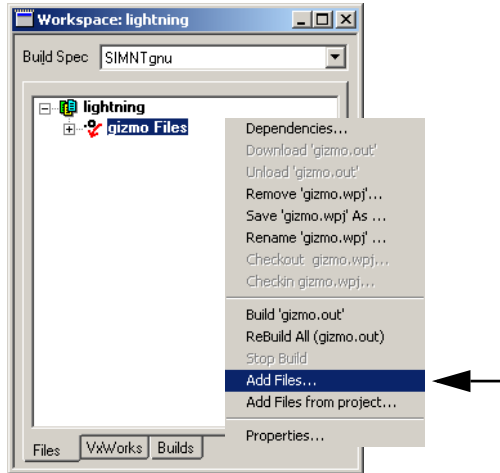 Workspace: lightning
Build Spec SIMNTgnu
lightning
gizmo Files
Dependencies...
Download 'gizmo.out'
Unload 'gizmo.out'
Remove 'gizmo.wpj'...
Save 'gizmo.wpj' As ...
Rename 'gizmo.wpj' ...
Checkout gizmo.wpj...
Checkin gizmo.wpj...
Build 'gizmo.out'
ReBuild All (gizmo.out)
Stop Build
Add Files...
Add Files from project...
Properties...
Files VxWorks Builds